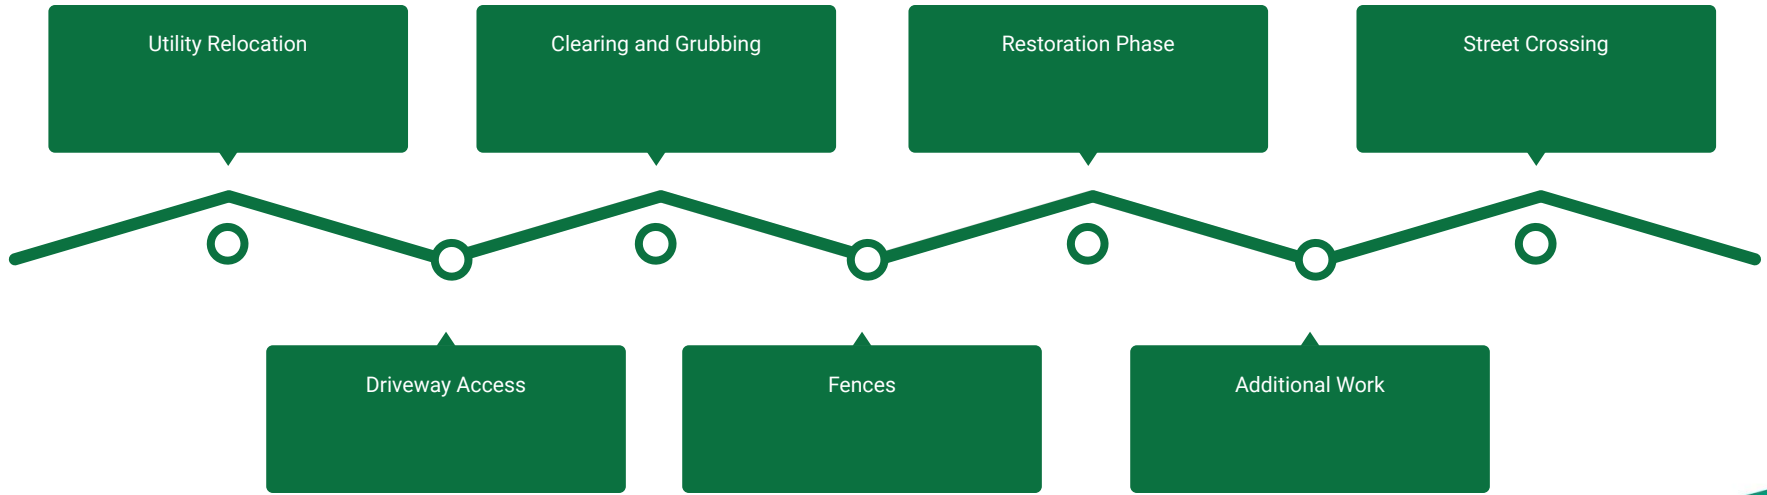 Utility Relocation
Clearing and Grubbing
Restoration Phase
Street Crossing
Driveway Access
Fences
Additional Work